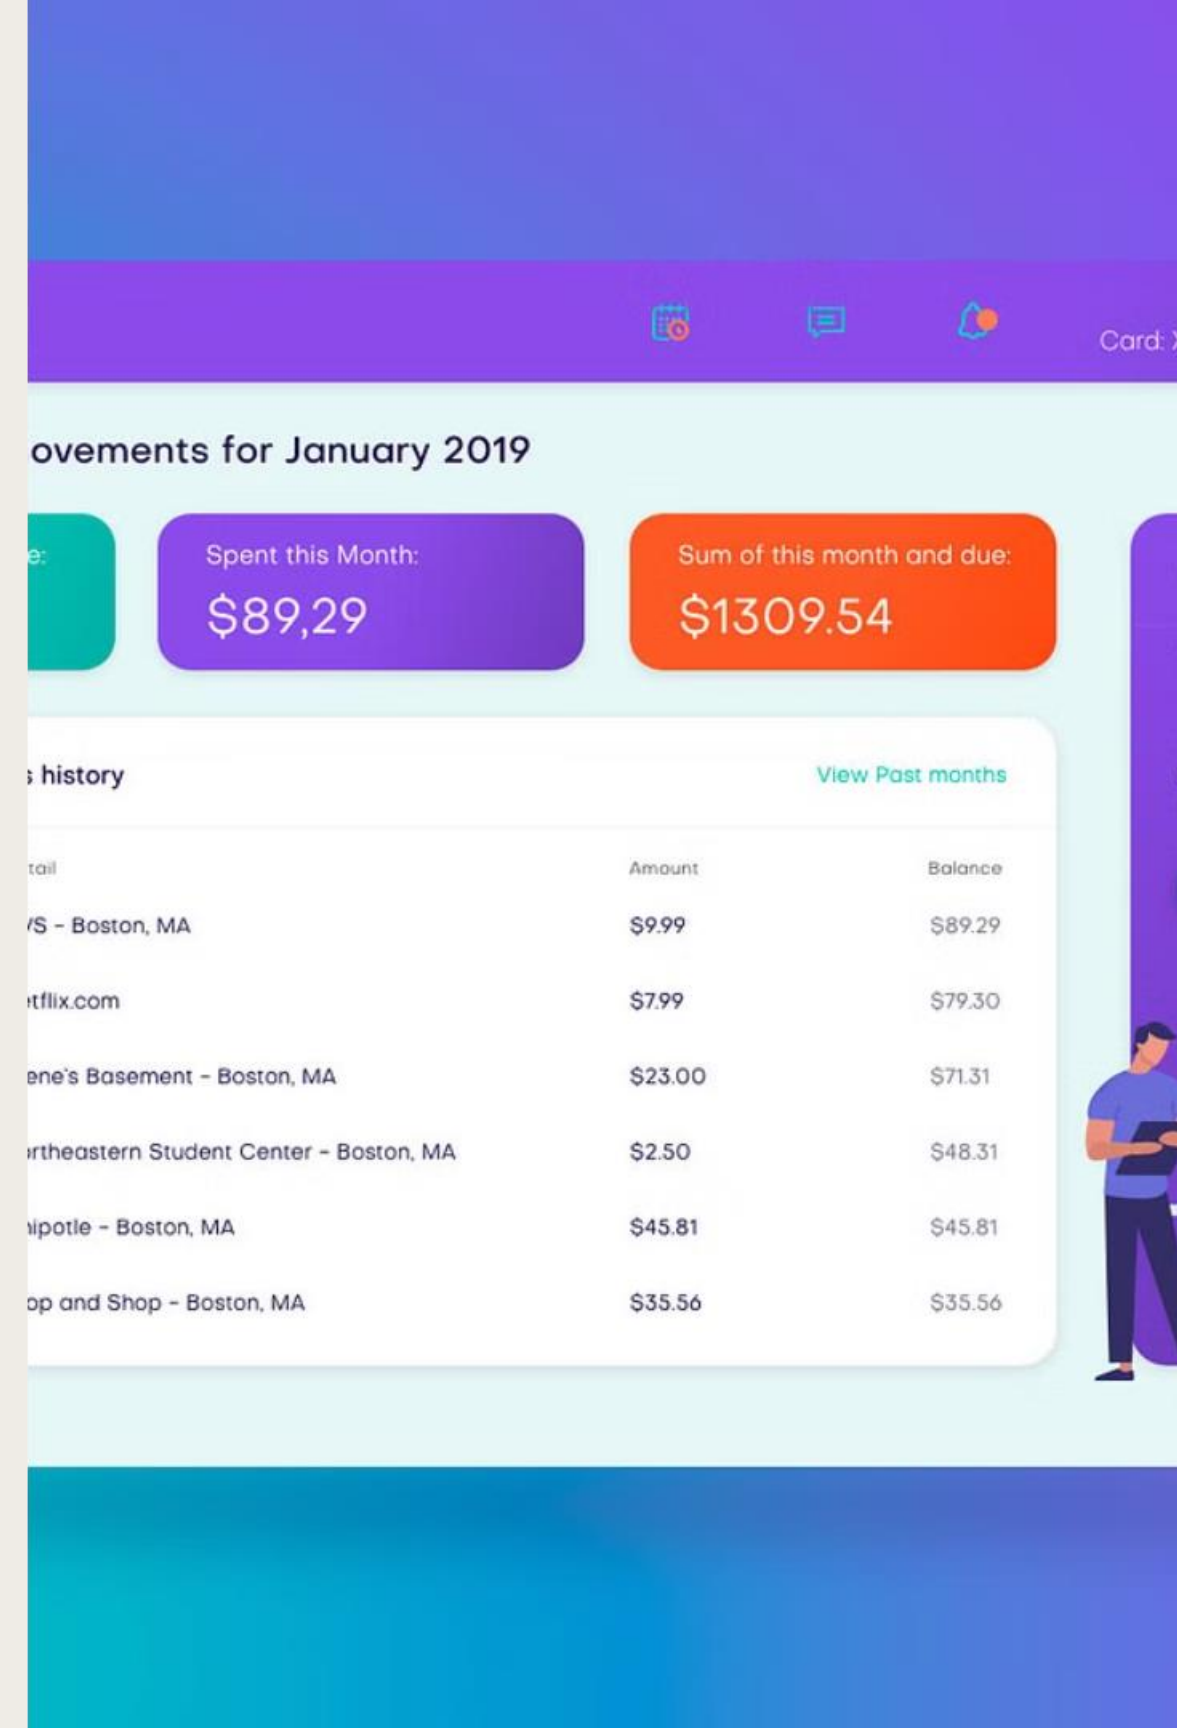 Card: X
ovements for January 2019
e: Spent this Month: Sum of this month and due:
$89,29 $1309.54
s history View Past months
tail Amount Balance
VS - Boston, MA $9.99 $89.29
etflix.com $7.99 $79.30
ene's Basement - Boston, MA $23.00 $71.31
rtheastern Student Center - Boston, MA $2.50 $48.31
hipotle - Boston, MA $45.81 $45.81
op and Shop - Boston, MA $35.56 $35.56